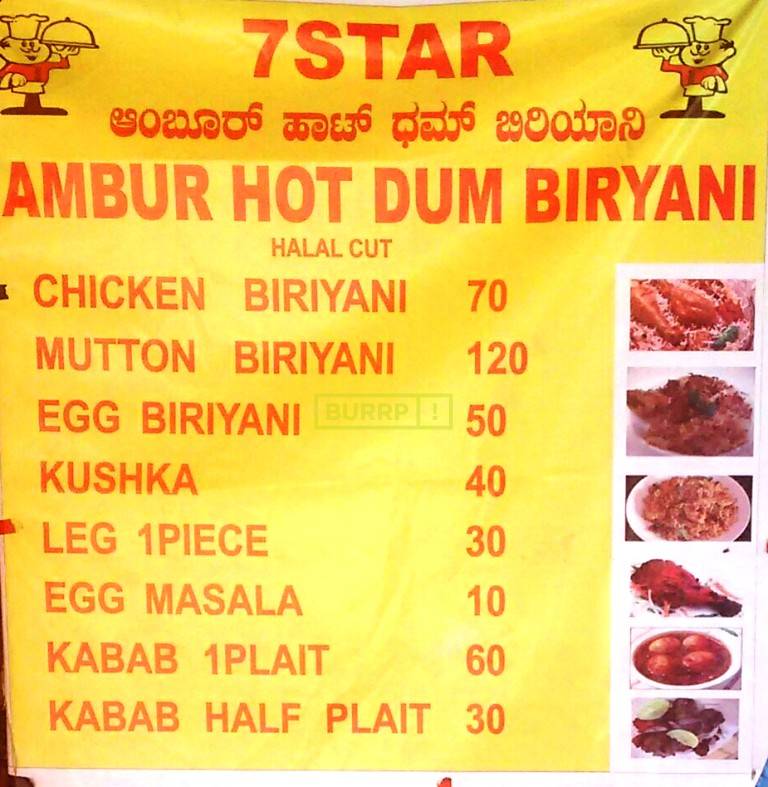 7STAR
ಆಂಬೂರ್ ಹಾಟ್ ಧಮ್ ಬಿರಿಯಾನಿ
AMBUR HOT DUM BIRYANI
HALAL CUT
CHICKEN BIRIYANI 70
MUTTON BIRIYANI 120
EGG BIRIYANI 50
BURRP!
KUSHKA 40
LEG 1PIECE 30
EGG MASALA 10
KABAB 1PLAIT 60
KABAB HALF PLAIT 30